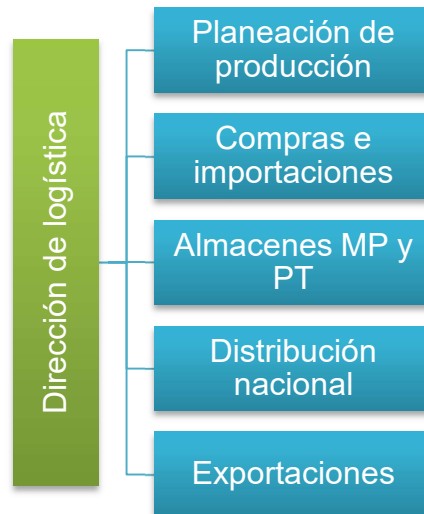 Dirección de logística
Planeación de
producción
Compras e
importaciones
Almacenes MP y
PT
Distribución
nacional
Exportaciones